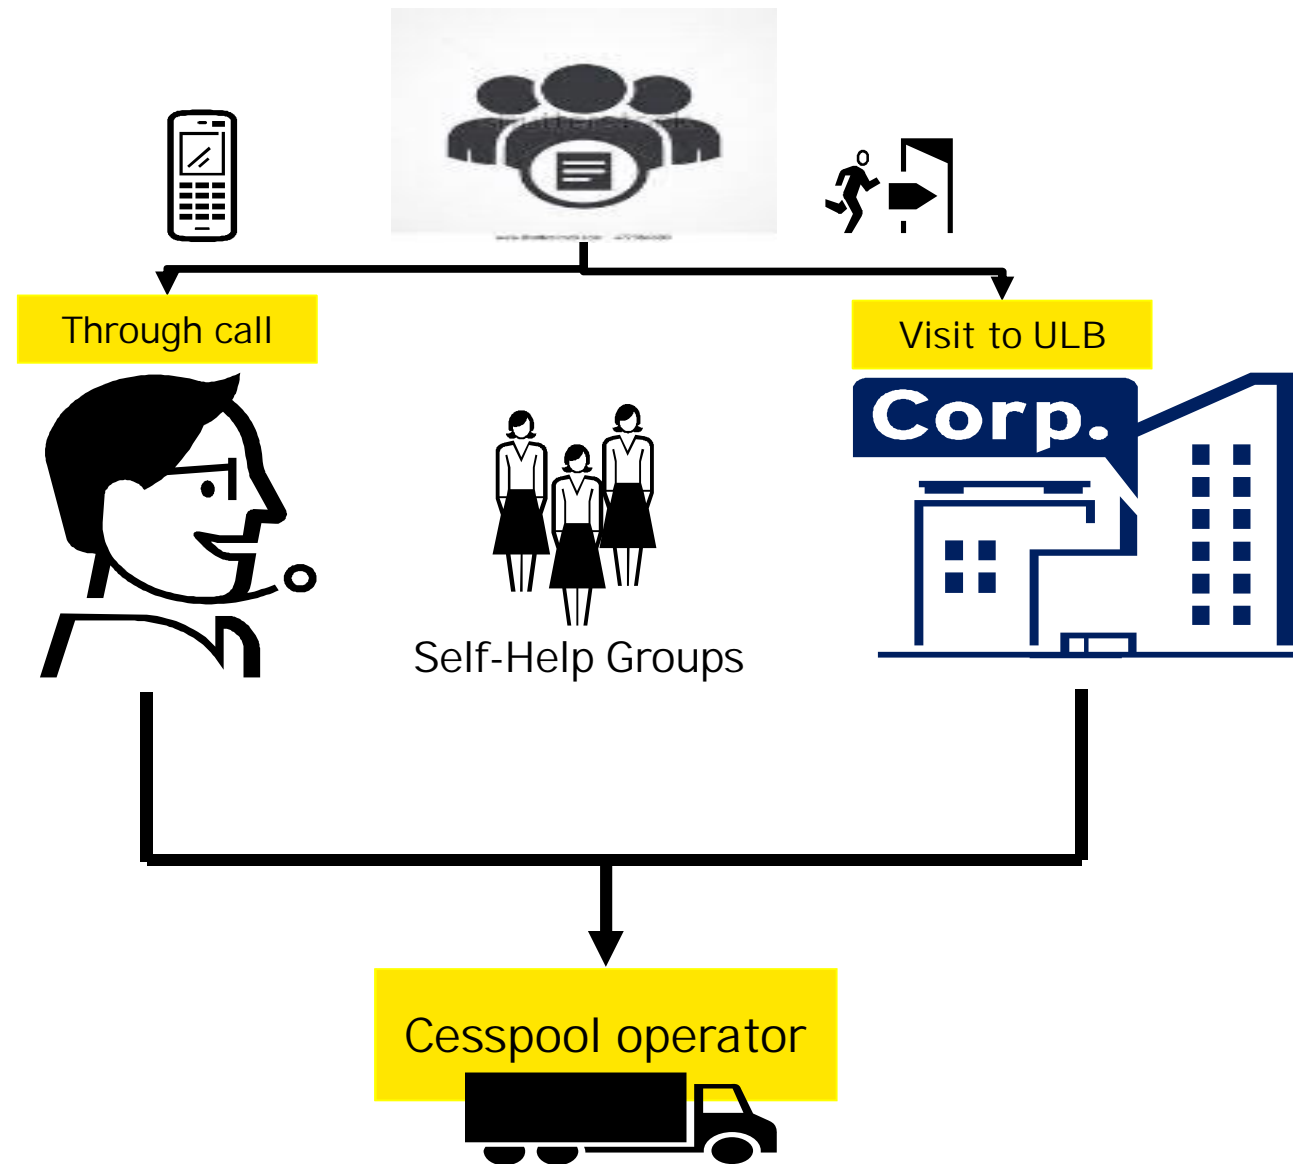 Through call
Visit to ULB
Corp.
Self-Help Groups
Cesspool operator